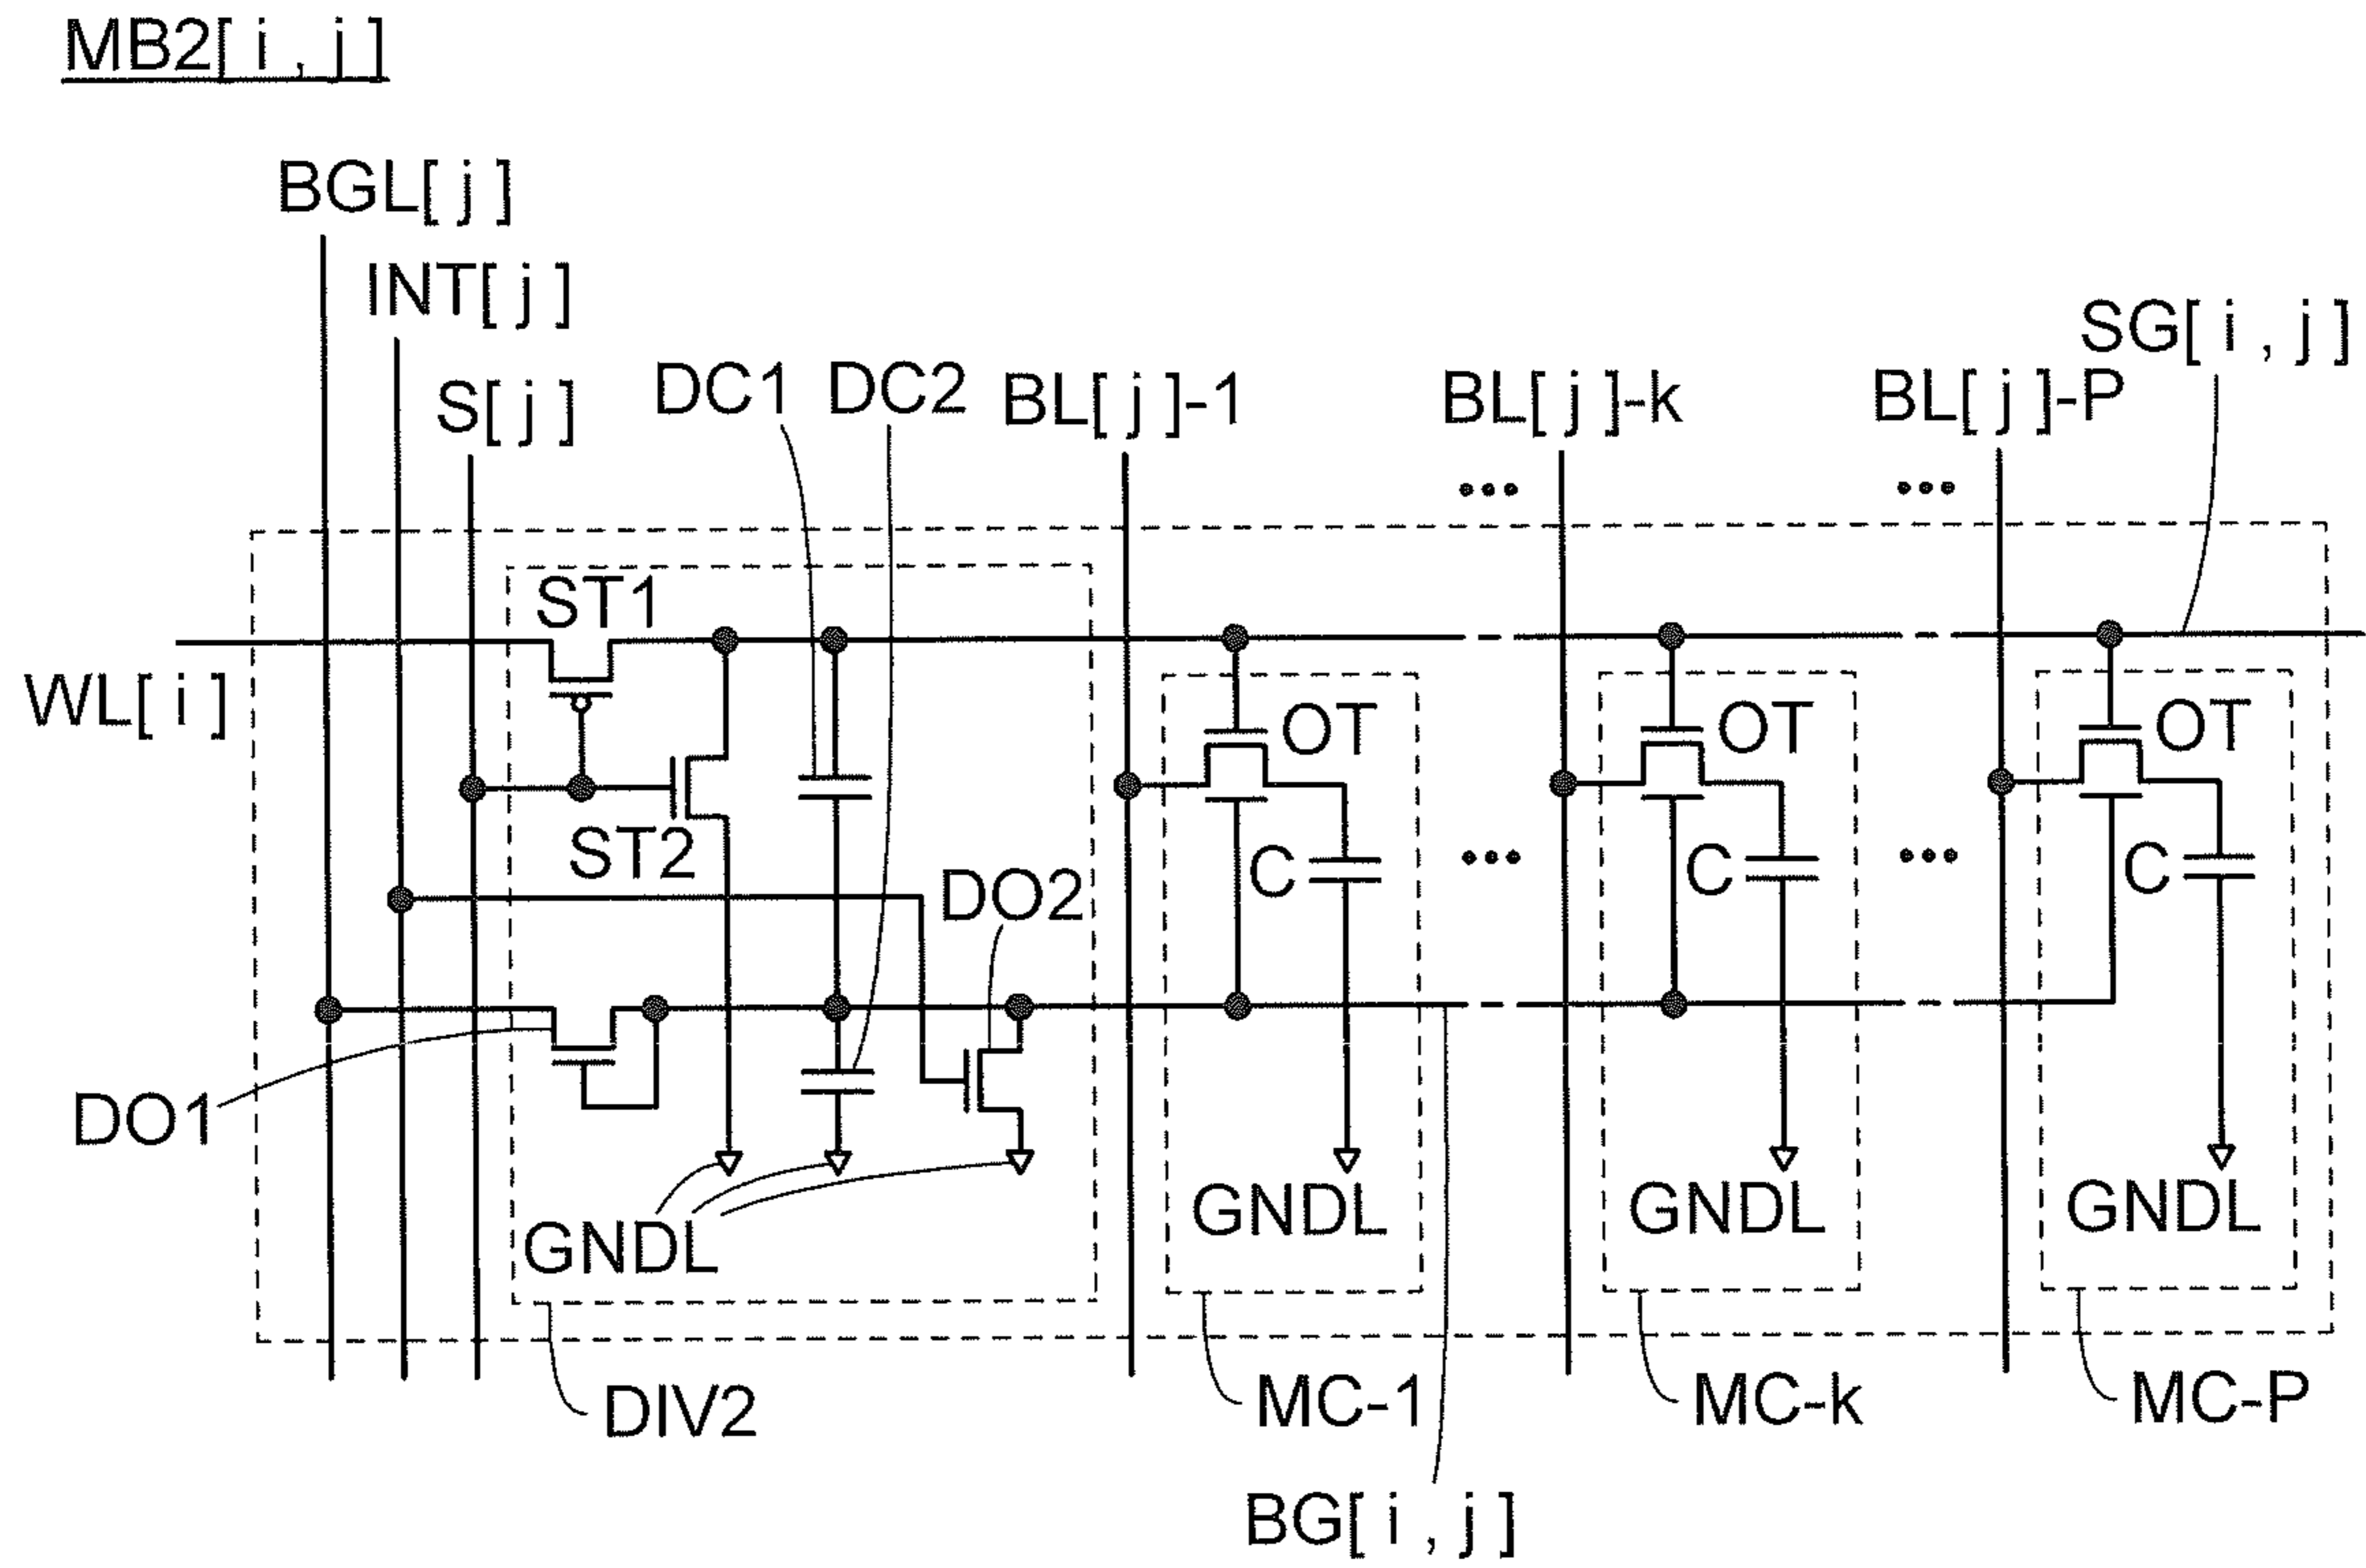 MB2[ i , j ]
BGL[ j ]
INT[ j ]
S[ j ]
DC1
DC2
BL[ j ]-1
BL[ j ]-k
BL[ j ]-P
SG[ i , j ]
WL[ i ]
ST1
ST2
DO2
DO1
OT
C
OT
C
OT
C
GNDL
GNDL
GNDL
GNDL
DIV2
MC-1
MC-k
MC-P
BG[ i , j ]